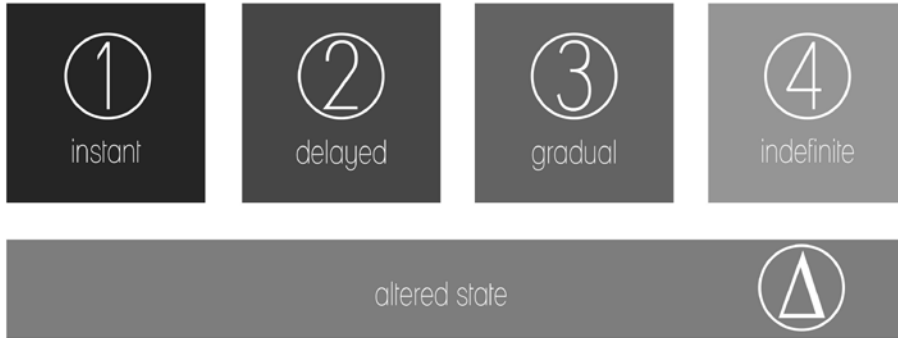 1 2 3 4
instant delayed gradual indefinite
altered state Δ